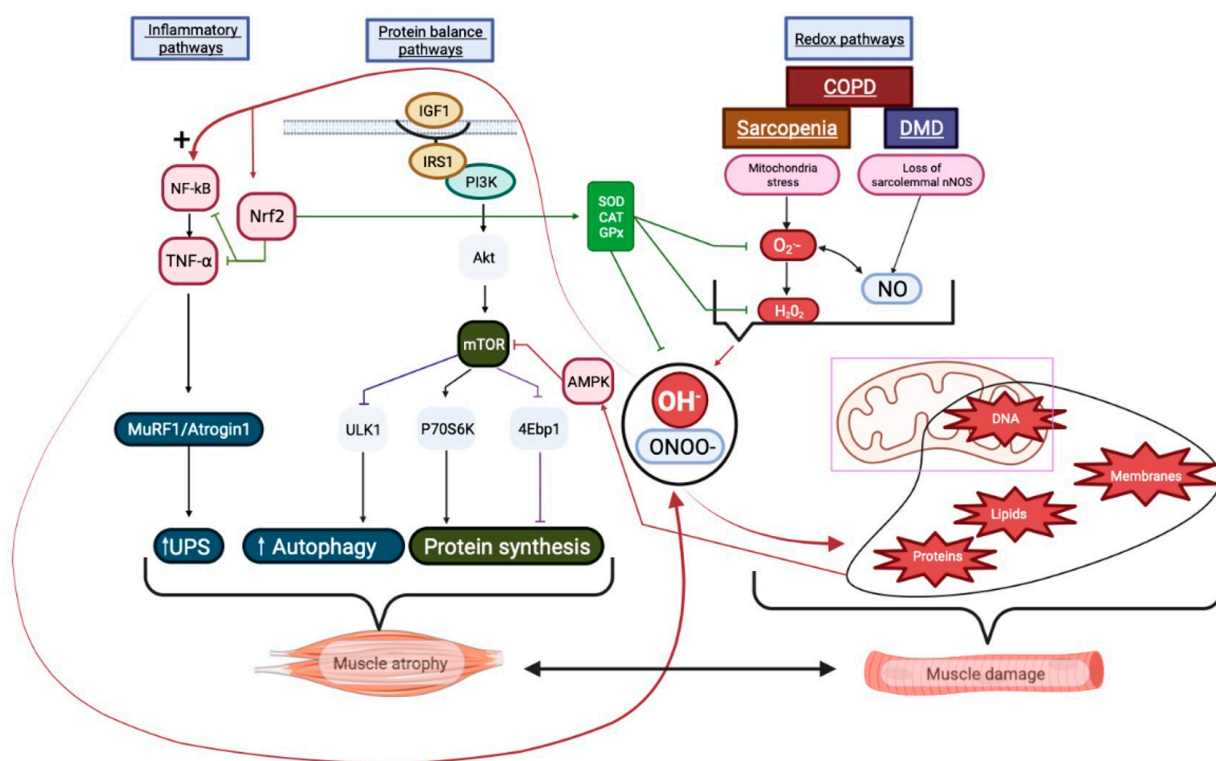 Inflammatory
pathways
Protein balance
pathways
Redox pathways
COPD
Sarcopenia
DMD
Mitochondria
stress
Loss of
sarcolemmal nNOS
IGF1
IRS1
PI3K
+
NF-kB
Nrf2
TNF-α
SOD
CAT
GPx
O₂·-
NO
H₂0₂
Akt
mTOR
AMPK
OH-
ONOO-
ULK1
P70S6K
4Ebp1
MuRF1/Atrogin1
DNA
Membranes
Lipids
Proteins
↑UPS
↑ Autophagy
Protein synthesis
Muscle atrophy
Muscle damage